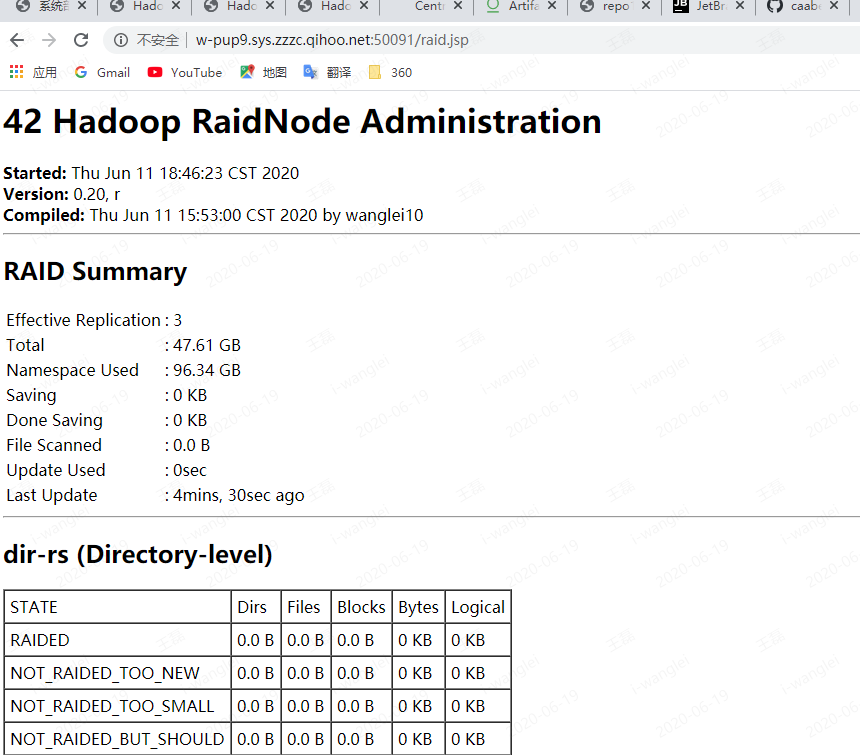 系统
Hado
Hado
Hado
Centr
Artifa
repo
JetBr
caabe
不安全 | w-pup9.sys.zzzc.qihoo.net:50091/raid.jsp
应用 Gmail YouTube 地图 翻译 360
42 Hadoop RaidNode Administration
Started: Thu Jun 11 18:46:23 CST 2020
Version: 0.20, r
Compiled: Thu Jun 11 15:53:00 CST 2020 by wanglei10
RAID Summary
Effective Replication : 3
Total : 47.61 GB
Namespace Used : 96.34 GB
Saving : 0 KB
Done Saving : 0 KB
File Scanned : 0.0 B
Update Used : 0sec
Last Update : 4mins, 30sec ago
dir-rs (Directory-level)
STATE Dirs Files Blocks Bytes Logical
RAIDED 0.0 B 0.0 B 0.0 B 0 KB 0 KB
NOT_RAIDED_TOO_NEW 0.0 B 0.0 B 0.0 B 0 KB 0 KB
NOT_RAIDED_TOO_SMALL 0.0 B 0.0 B 0.0 B 0 KB 0 KB
NOT_RAIDED_BUT_SHOULD 0.0 B 0.0 B 0.0 B 0 KB 0 KB
王磊
i-wanglei
2020-06-19